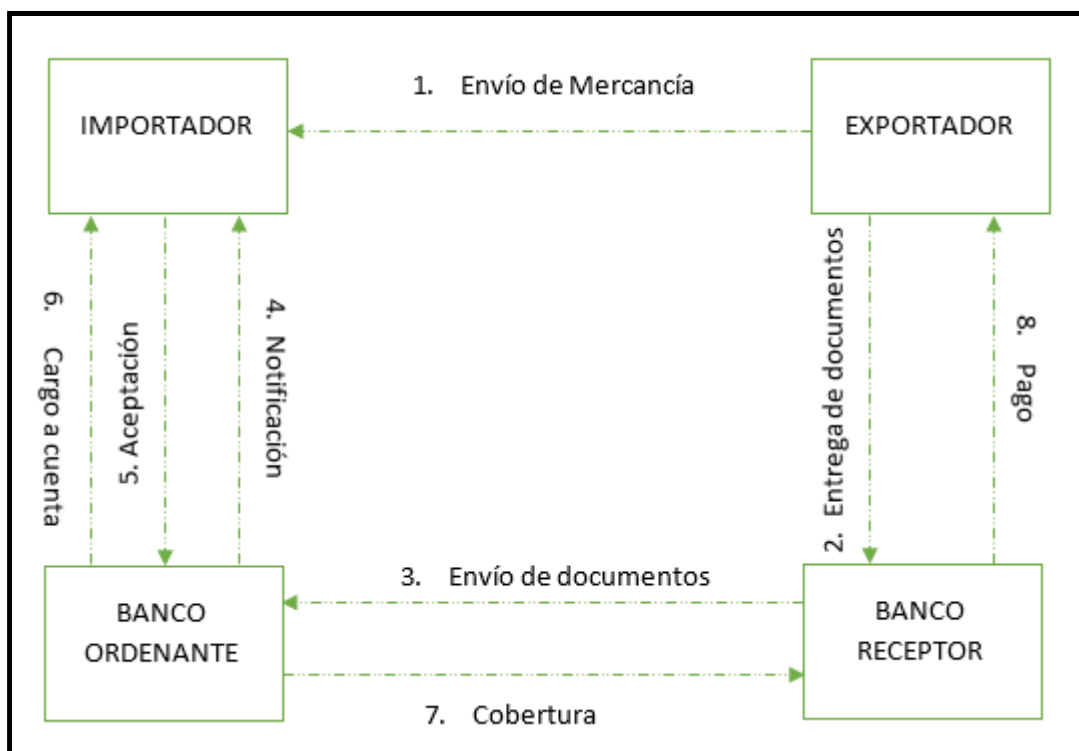 1. Envío de Mercancía
IMPORTADOR
EXPORTADOR
6. Cargo a cuenta
5. Aceptación
4. Notificación
2. Entrega de documentos
8. Pago
3. Envío de documentos
BANCO
ORDENANTE
BANCO
RECEPTOR
7. Cobertura